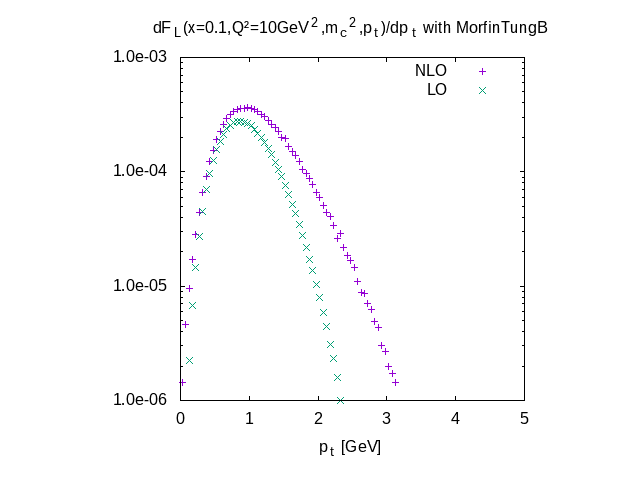 dF_L(x=0.1,Q²=10GeV²,m_c²,p_t)/dp_t with MorfinTungB
1.0e-03
NLO
LO
1.0e-04
1.0e-05
1.0e-06
0 1 2 3 4 5
p_t [GeV]